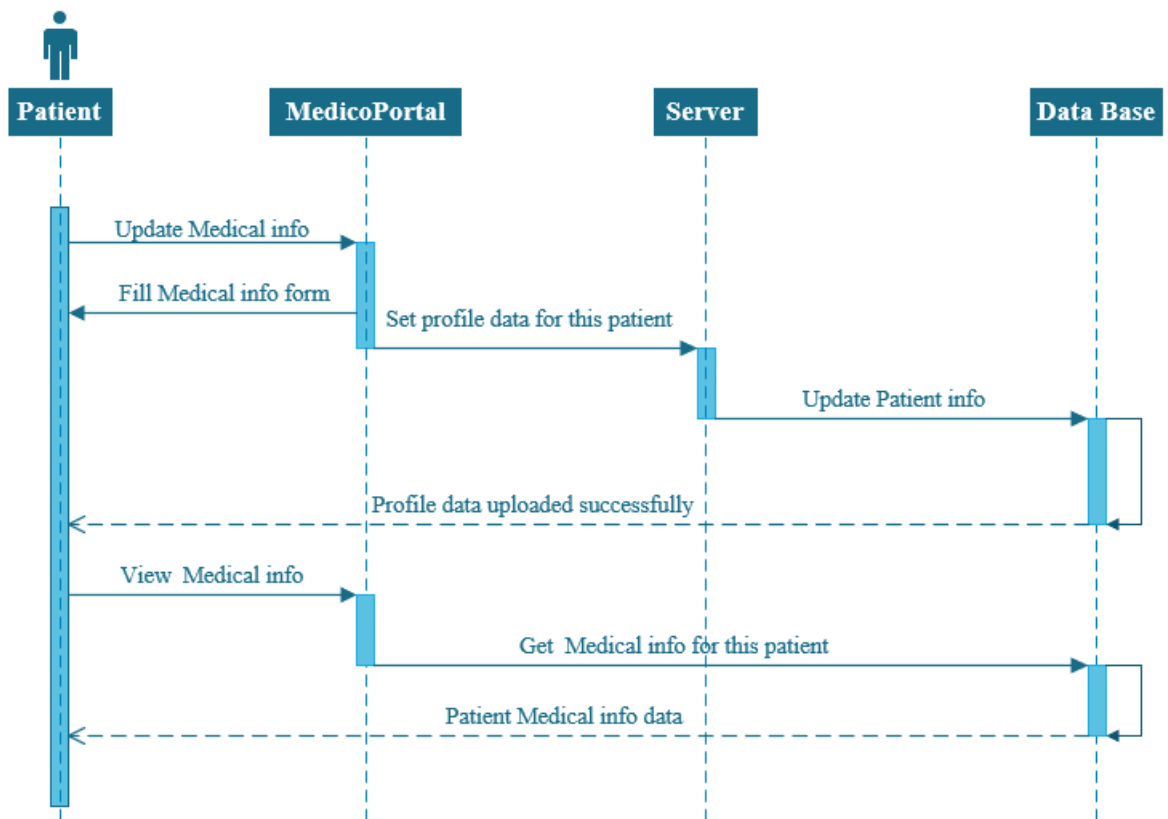 Patient
MedicoPortal
Server
Data Base
Update Medical info
Fill Medical info form
Set profile data for this patient
Update Patient info
Profile data uploaded successfully
View  Medical info
Get  Medical info for this patient
Patient Medical info data